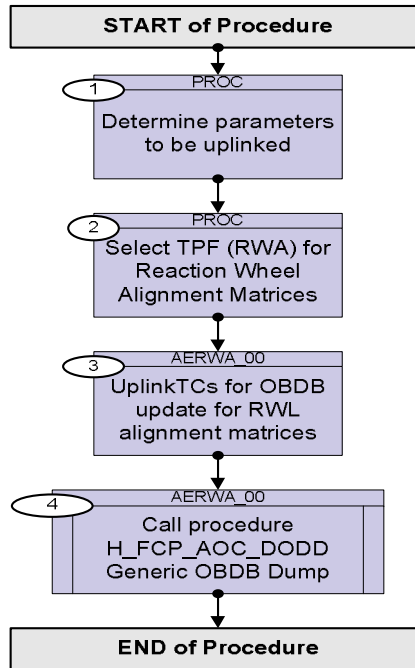 START of Procedure
PROC
1
Determine parameters
to be uplinked
PROC
2
Select TPF (RWA) for
Reaction Wheel
Alignment Matrices
AERWA_00
3
UplinkTCs for OBDB
update for RWL
alignment matrices
AERWA_00
4
Call procedure
H_FCP_AOC_DODD
Generic OBDB Dump
END of Procedure